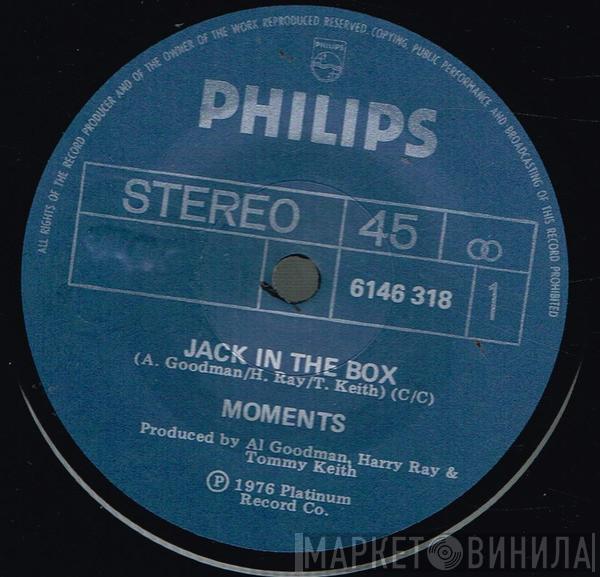 ALL RIGHTS OF THE RECORD PRODUCER AND OF THE OWNER OF THE WORK REPRODUCED RESERVED. COPYING, PUBLIC PERFORMANCE AND BROADCASTING OF THIS RECORD PROHIBITED
PHILIPS
PHILIPS
STEREO 45 ∞
6146 318 1
JACK IN THE BOX
(A. Goodman/H. Ray/T. Keith) (C/C)
MOMENTS
Produced by Al Goodman, Harry Ray &
Tommy Keith
Ⓟ 1976 Platinum
Record Co.
МАРКЕТ ВИНИЛА